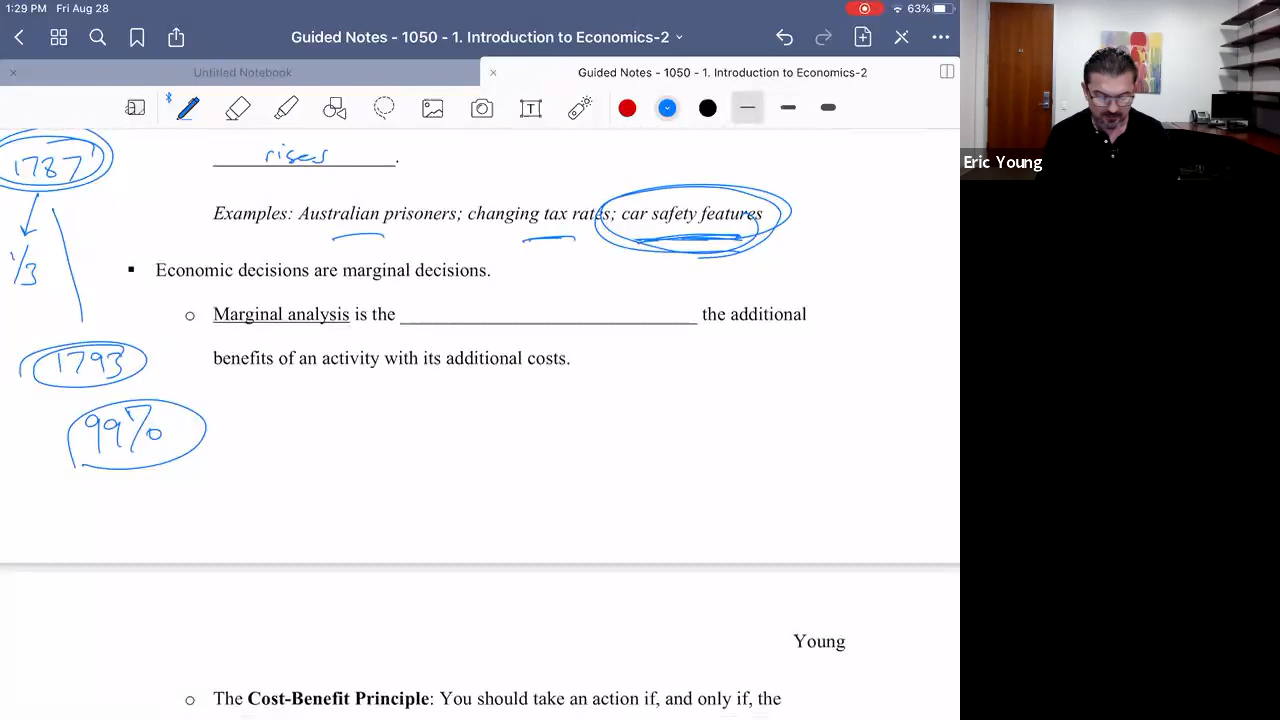 1:29 PM Fri Aug 28
63%
Guided Notes - 1050 - 1. Introduction to Economics-2
Untitled Notebook
Guided Notes - 1050 - 1. Introduction to Economics-2
T
1787
rises.
Examples: Australian prisoners; changing tax rates; car safety features
1/3
Economic decisions are marginal decisions.
Marginal analysis is the ______ the additional
benefits of an activity with its additional costs.
1793
99%
Young
The Cost-Benefit Principle: You should take an action if, and only if, the
Eric Young